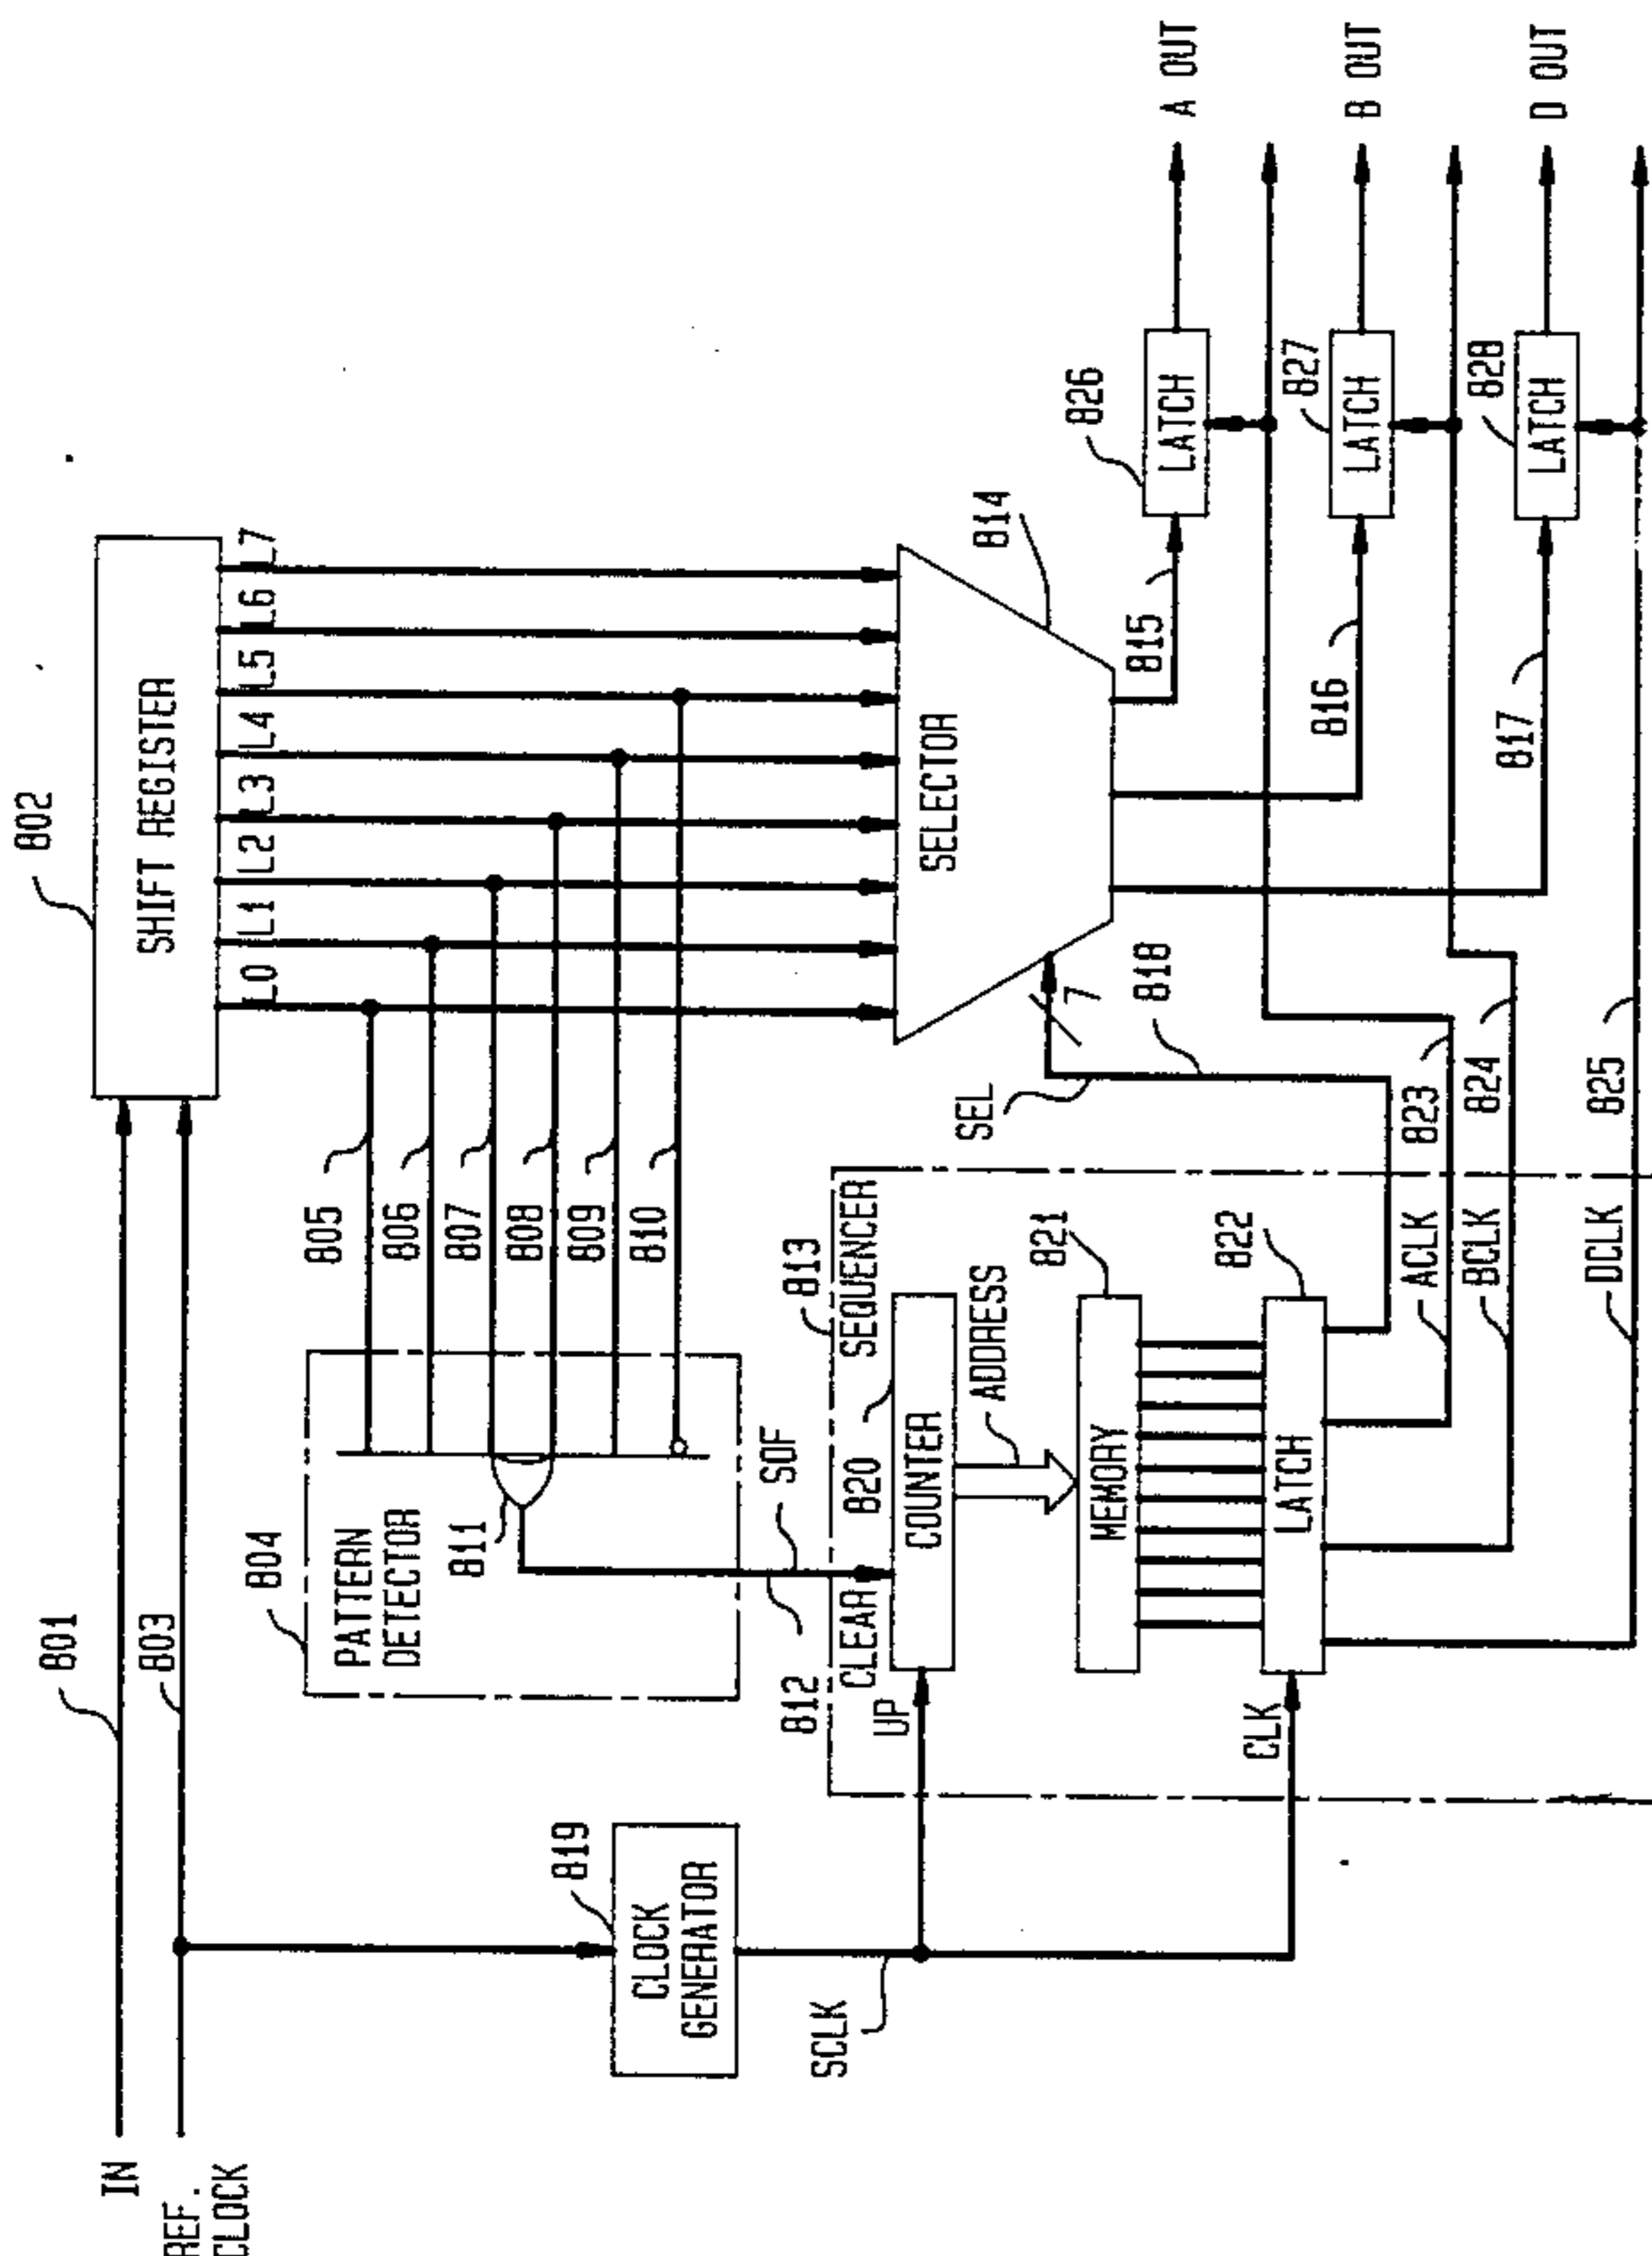 IN
REF.
CLOCK
801
803
802
SHIFT REGISTER
L0
L1
L2
L3
L4
L5
L6
L7
804
PATTERN
DETECTOR
811
805
806
807
808
809
810
SOF
812
813
SEQUENCER
CLEAR
820
COUNTER
UP
ADDRESS
MEMORY
821
LATCH
822
CLK
819
CLOCK
GENERATOR
SCLK
SELECTOR
814
SEL
7
818
815
816
817
ACLK
823
BCLK
824
DCLK
825
826
LATCH
A OUT
827
LATCH
B OUT
828
LATCH
D OUT